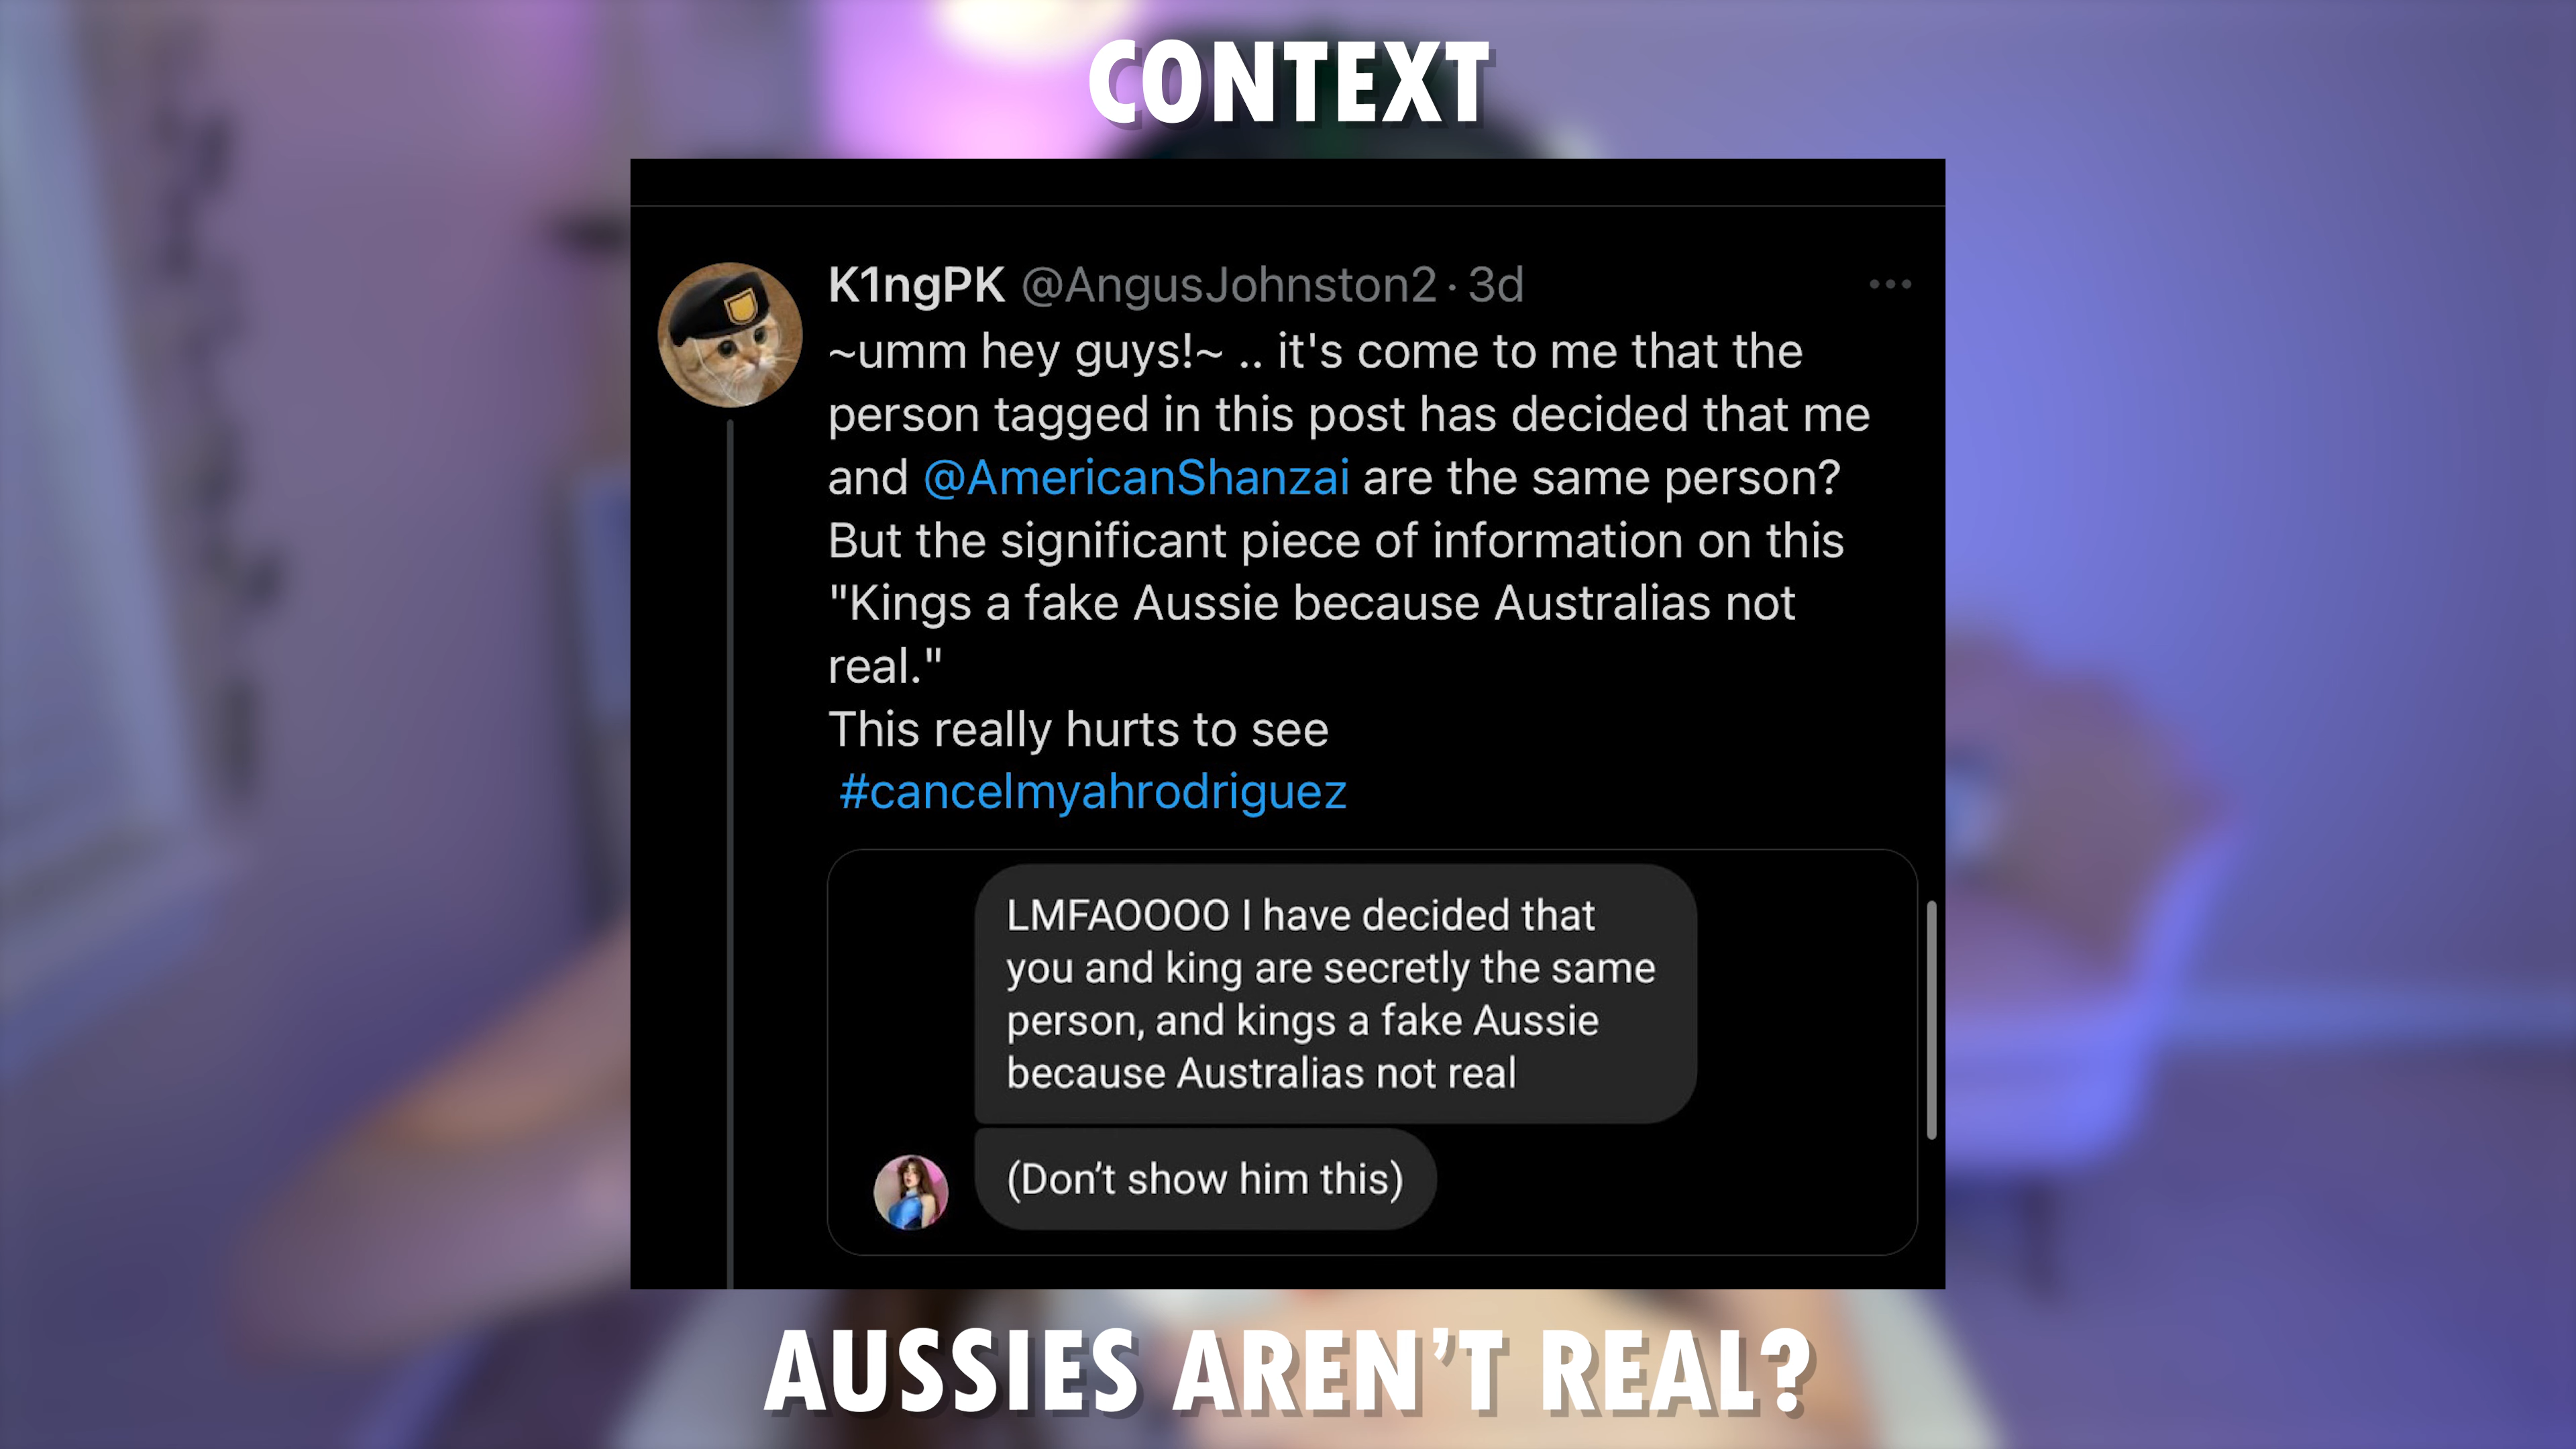 CONTEXT
K1ngPK @AngusJohnston2 · 3d
~umm hey guys!~ .. it's come to me that the
person tagged in this post has decided that me
and @AmericanShanzai are the same person?
But the significant piece of information on this
"Kings a fake Aussie because Australias not
real."
This really hurts to see
#cancelmyahrodriguez
LMFAOOOO I have decided that
you and king are secretly the same
person, and kings a fake Aussie
because Australias not real
(Don’t show him this)
AUSSIES AREN’T REAL?